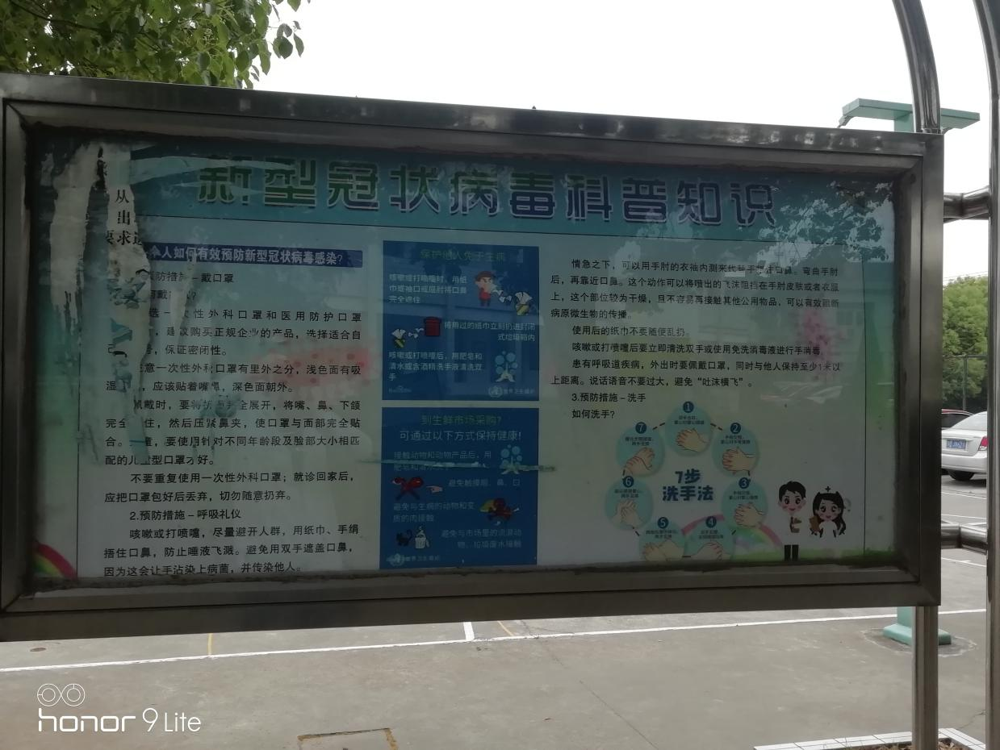 新型冠状病毒科普知识
从
出
要求
个人如何有效预防新型冠状病毒感染?
预防措施－戴口罩
选一次性外科口罩和医用防护口罩
建议购买正规企业的产品，选择适合自
号，保证密闭性。
意一次性外科口罩有里外之分，浅色面有吸
湿
，应该贴着嘴
，深色面朝外。
佩戴时，要将折
全展开，将嘴、鼻、下颌
完全
住，然后压紧鼻夹，使口罩与面部完全贴
合。
童，要使用针对不同年龄段及脸部大小相匹
配的儿童型口罩才好。
不要重复使用一次性外科口罩；就诊回家后，
应把口罩包好后丢弃，切勿随意扔弃。
2.预防措施－呼吸礼仪
咳嗽或打喷嚏，尽量避开人群，用纸巾、手绢
捂住口鼻，防止唾液飞溅。避免用双手遮盖口鼻，
因为这会让手沾染上病菌，并传染他人。
保护他人免于生病
咳嗽或打喷嚏时，用纸
巾或袖口或屈肘将口鼻
完全遮住
将用过的纸巾立刻扔进封闭
式垃圾箱内
咳嗽或打喷嚏后，用肥皂和
清水或含酒精洗手液清洗双
手
世界卫生组织
到生鲜市场采购?
可通过以下方式保持健康!
接触动物和动物产品后，用
肥皂和清水
避免触摸眼、鼻、口
避免与生病的动物和变
质的肉接触
避免与市场里的流浪动
物、垃圾废水接触
世界卫生组织
情急之下，可以用手肘的衣袖内侧来代替手捂住口鼻。弯曲手肘
后，再靠近口鼻。这个动作可以将喷出的飞沫阻挡在手肘皮肤或者衣服
上，这个部位较为干燥，且不容易再接触其他公用物品，可以有效阻断
病原微生物的传播。
使用后的纸巾不要随便乱扔。
咳嗽或打喷嚏后要立即清洗双手或使用免洗消毒液进行手消毒
患有呼吸道疾病，外出时要佩戴口罩，同时与他人保持至少1米以
上距离。说话语音不要过大，避免“吐沫横飞”。
3.预防措施－洗手
如何洗手?
1
2
3
4
5
6
7
7步
洗手法
honor 9 Lite